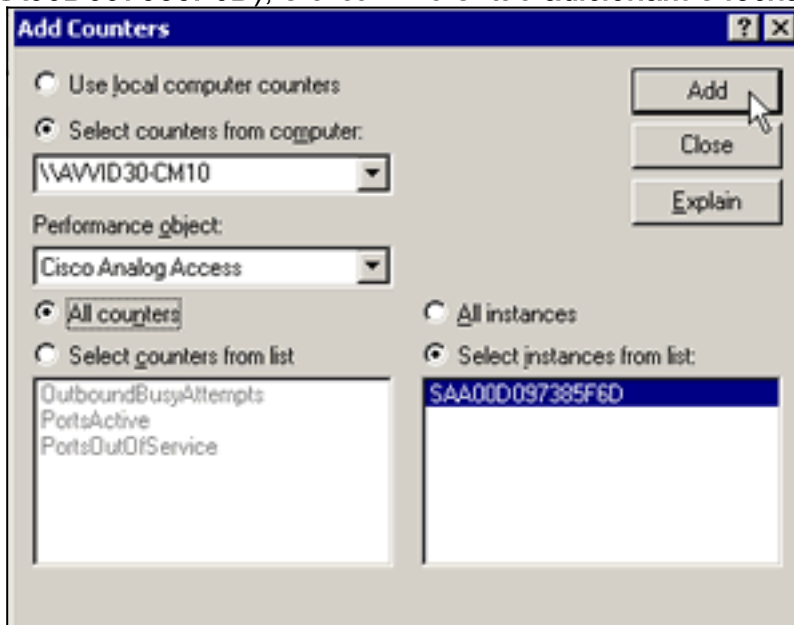 Add Counters
Use local computer counters
Select counters from computer:
\\AVVID30-CM10
Performance object:
Cisco Analog Access
All counters
Select counters from list
OutboundBusyAttempts
PortsActive
PortsOutOfService
Add
Close
Explain
All instances
Select instances from list:
SAA00D097385F6D